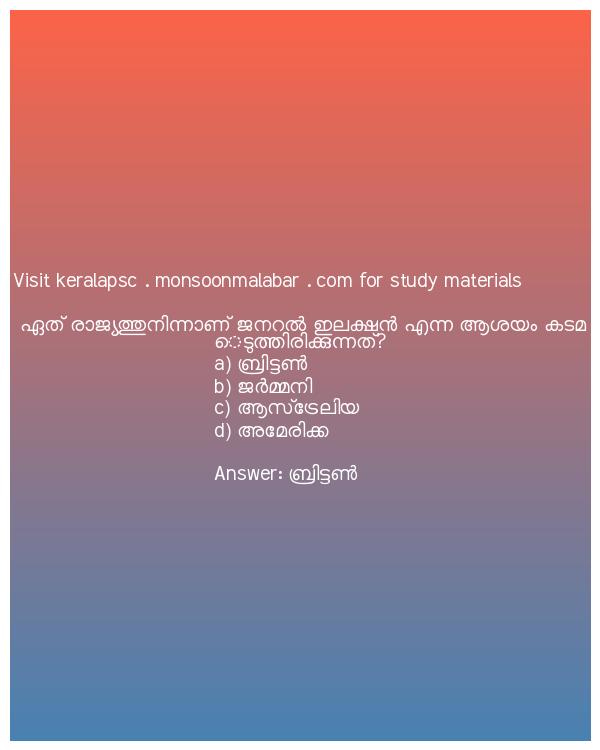 Visit keralapsc . monsoonmalabar . com for study materials
ഏത് രാജ്യത്തുനിന്നാണ് ജനറൽ ഇലക്ഷൻ എന്ന ആശയം കടമ
െടുത്തിരിക്കുന്നത്?
a) ബ്രിട്ടൺ
b) ജർമ്മനി
c) ആസ്ട്രേലിയ
d) അമേരിക്ക
Answer: ബ്രിട്ടൺ